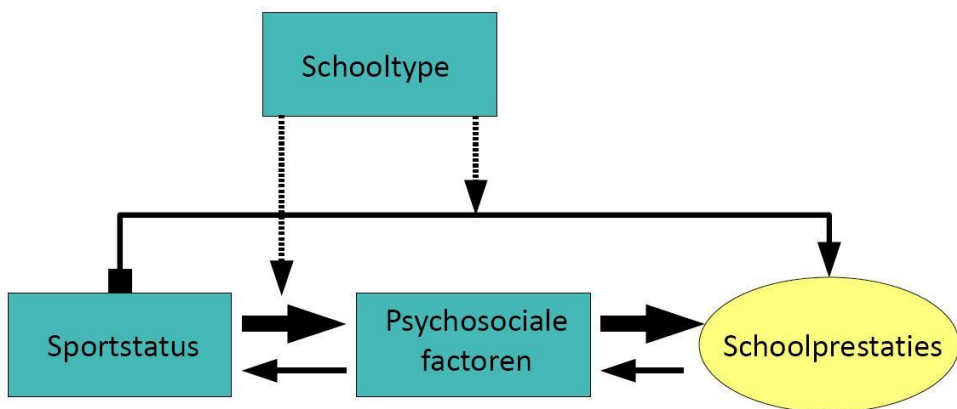 Schooltype
Sportstatus
Psychosociale
factoren
Schoolprestaties